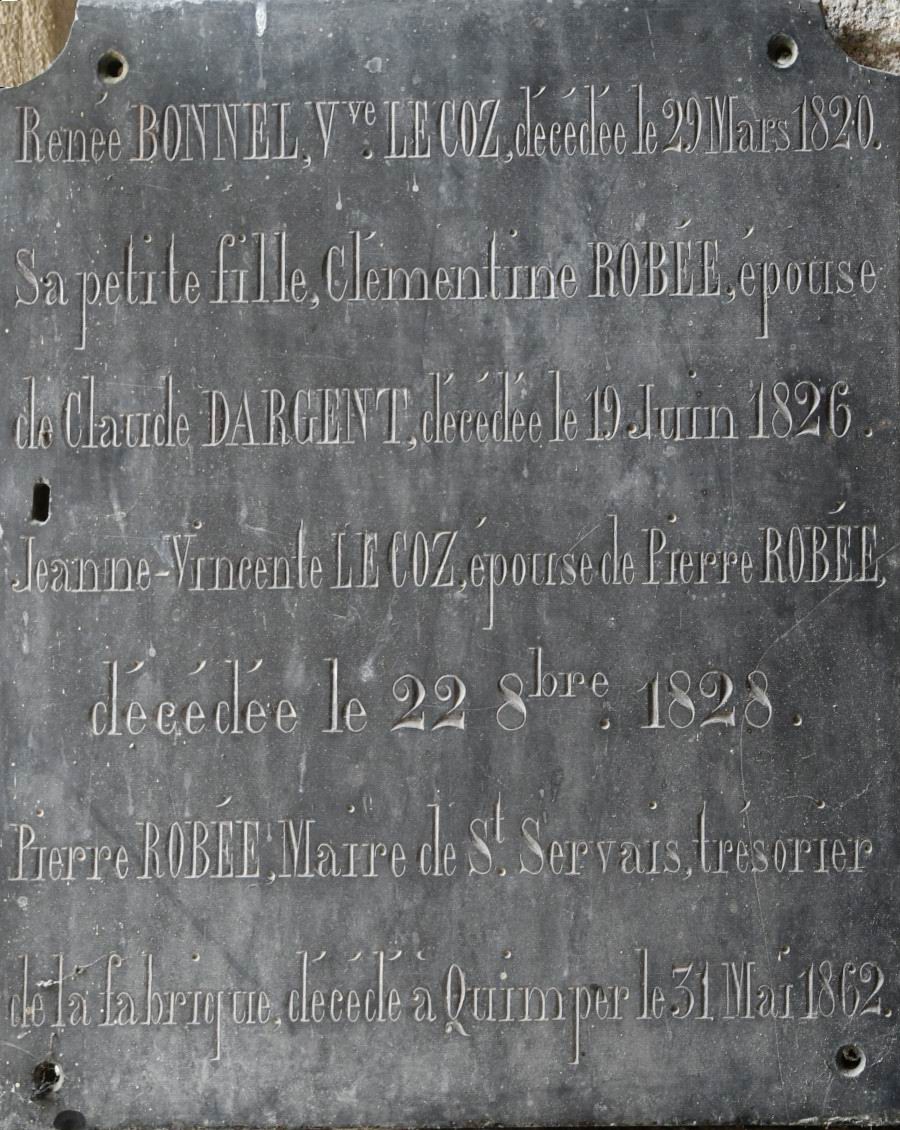 Renée BONNEL, Vve. LE COZ, décédée le 29 Mars 1820.
Sa petite fille, Clémentine ROBÉE, épouse
de Claude DARGENT, décédée le 19 Juin 1826.
Jeanne-Vincente LE COZ, épouse de Pierre ROBÉE,
décédée le 22 8bre. 1828.
Pierre ROBÉE, Maire de St. Servais, trésorier
de la fabrique, décédé à Quimper le 31 Mai 1862.